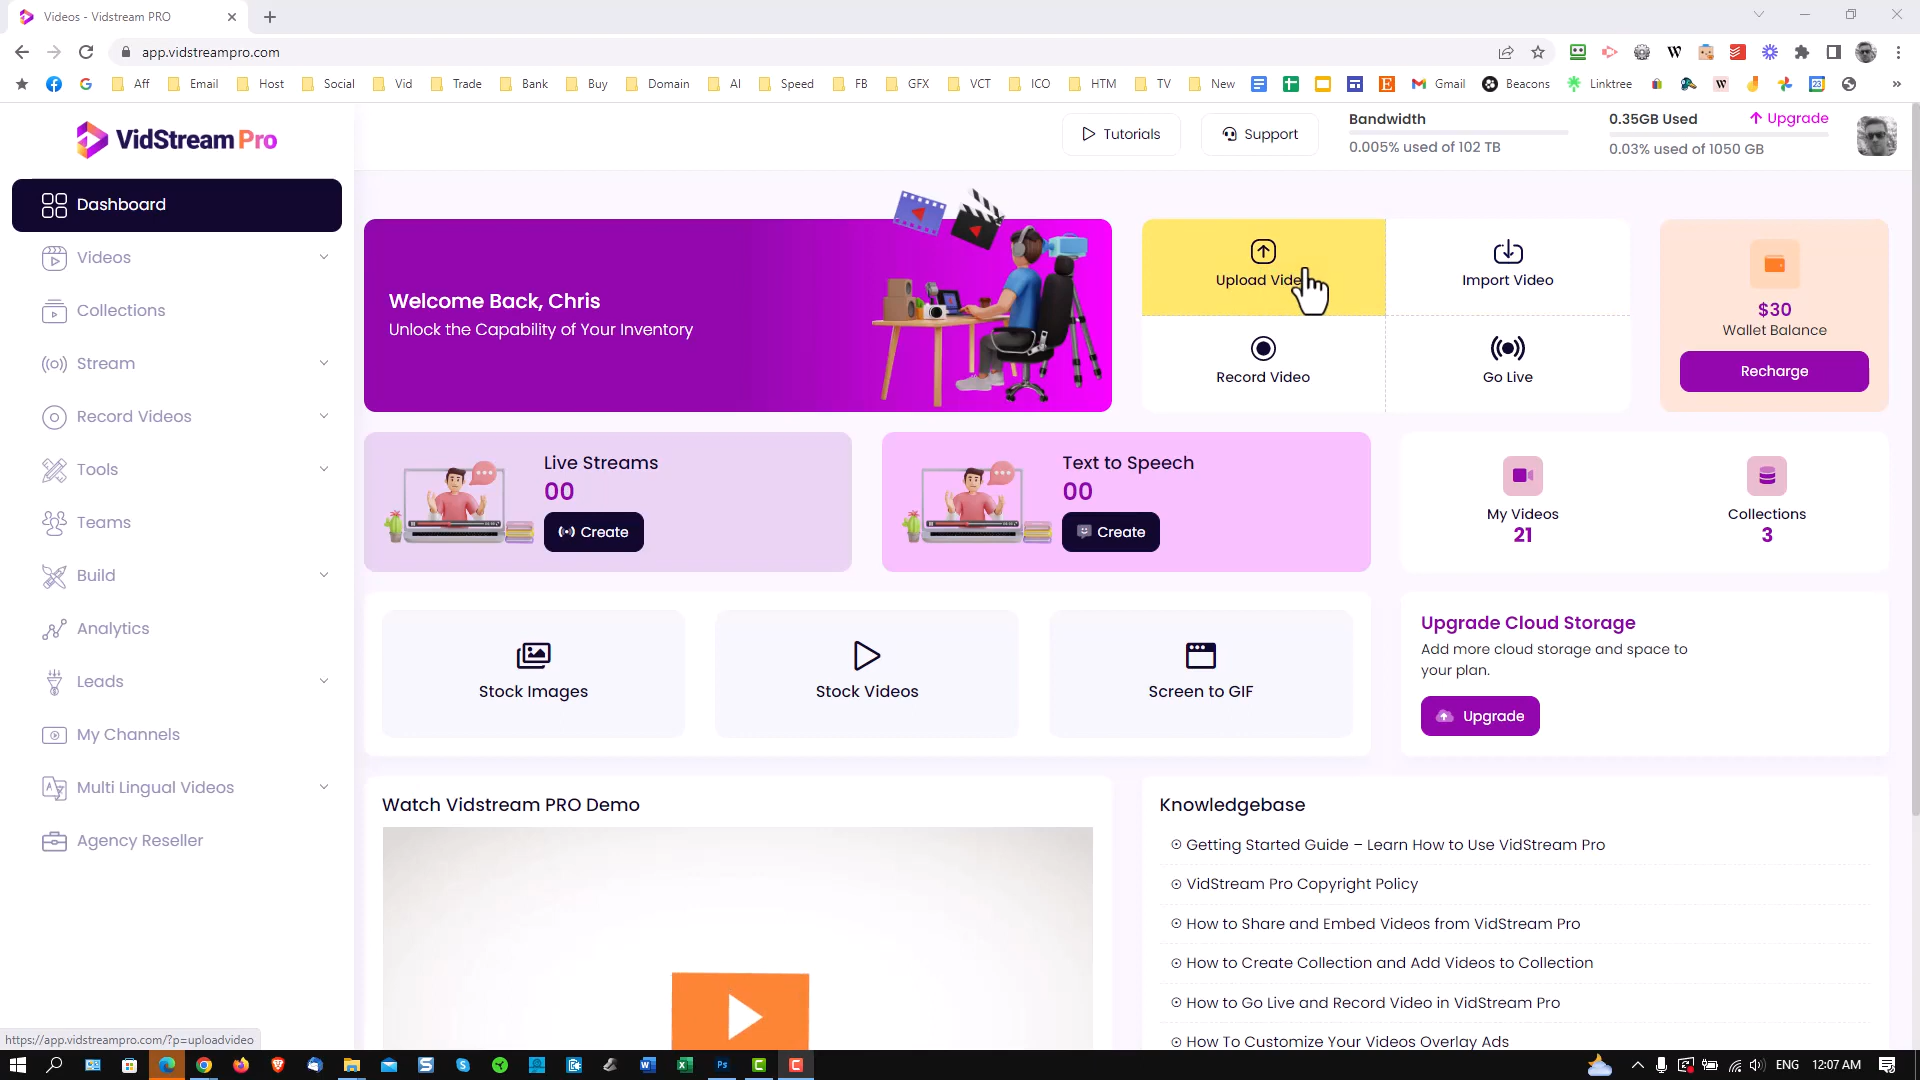 Videos - Vidstream PRO
app.vidstreampro.com
Aff
Email
Host
Social
Vid
Trade
Bank
Buy
Domain
AI
Speed
FB
GFX
VCT
ICO
HTM
TV
New
Gmail
Beacons
Linktree
VidStream Pro
Tutorials
Support
Bandwidth
0.005% used of 102 TB
0.35GB Used
Upgrade
0.03% used of 1050 GB
Dashboard
Videos
Collections
Stream
Record Videos
Tools
Teams
Build
Analytics
Leads
My Channels
Multi Lingual Videos
Agency Reseller
Welcome Back, Chris
Unlock the Capability of Your Inventory
Upload Vide
Import Video
Record Video
Go Live
$30
Wallet Balance
Recharge
Live Streams
00
Create
Text to Speech
00
Create
My Videos
21
Collections
3
Stock Images
Stock Videos
Screen to GIF
Upgrade Cloud Storage
Add more cloud storage and space to
your plan.
Upgrade
Watch Vidstream PRO Demo
Knowledgebase
Getting Started Guide – Learn How to Use VidStream Pro
VidStream Pro Copyright Policy
How to Share and Embed Videos from VidStream Pro
How to Create Collection and Add Videos to Collection
How to Go Live and Record Video in VidStream Pro
How To Customize Your Videos Overlay Ads
https://app.vidstreampro.com/?p=uploadvideo
ENG
12:07 AM